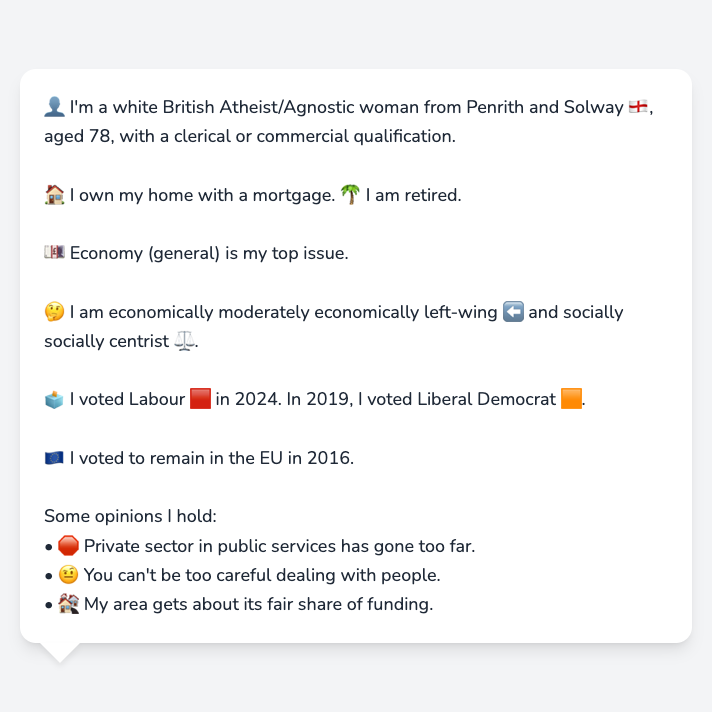 👤 I'm a white British Atheist/Agnostic woman from Penrith and Solway 🏴󠁧󠁢󠁥󠁮󠁧󠁿,
aged 78, with a clerical or commercial qualification.
🏠 I own my home with a mortgage. 🌴 I am retired.
💷 Economy (general) is my top issue.
🤔 I am economically moderately economically left-wing ⬅️ and socially
socially centrist ⚖️.
🗳️ I voted Labour 🟥 in 2024. In 2019, I voted Liberal Democrat 🟧.
🇪🇺 I voted to remain in the EU in 2016.
Some opinions I hold:
• 🛑 Private sector in public services has gone too far.
• 🤨 You can't be too careful dealing with people.
• 🏘️ My area gets about its fair share of funding.